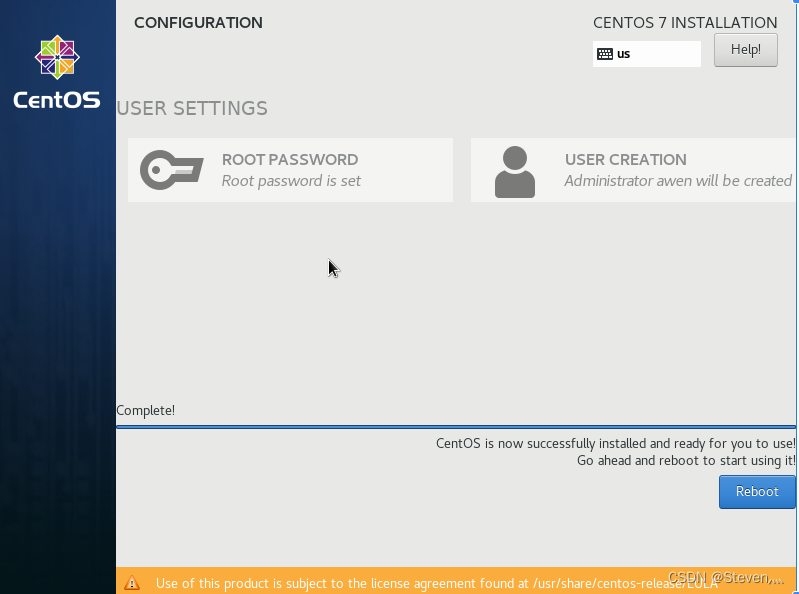 CONFIGURATION
CENTOS 7 INSTALLATION
us
Help!
CentOS
USER SETTINGS
ROOT PASSWORD
Root password is set
USER CREATION
Administrator awen will be created
Complete!
CentOS is now successfully installed and ready for you to use!
Go ahead and reboot to start using it!
Reboot
Use of this product is subject to the license agreement found at /usr/share/centos-release/EULA
CSDN @Steven,...